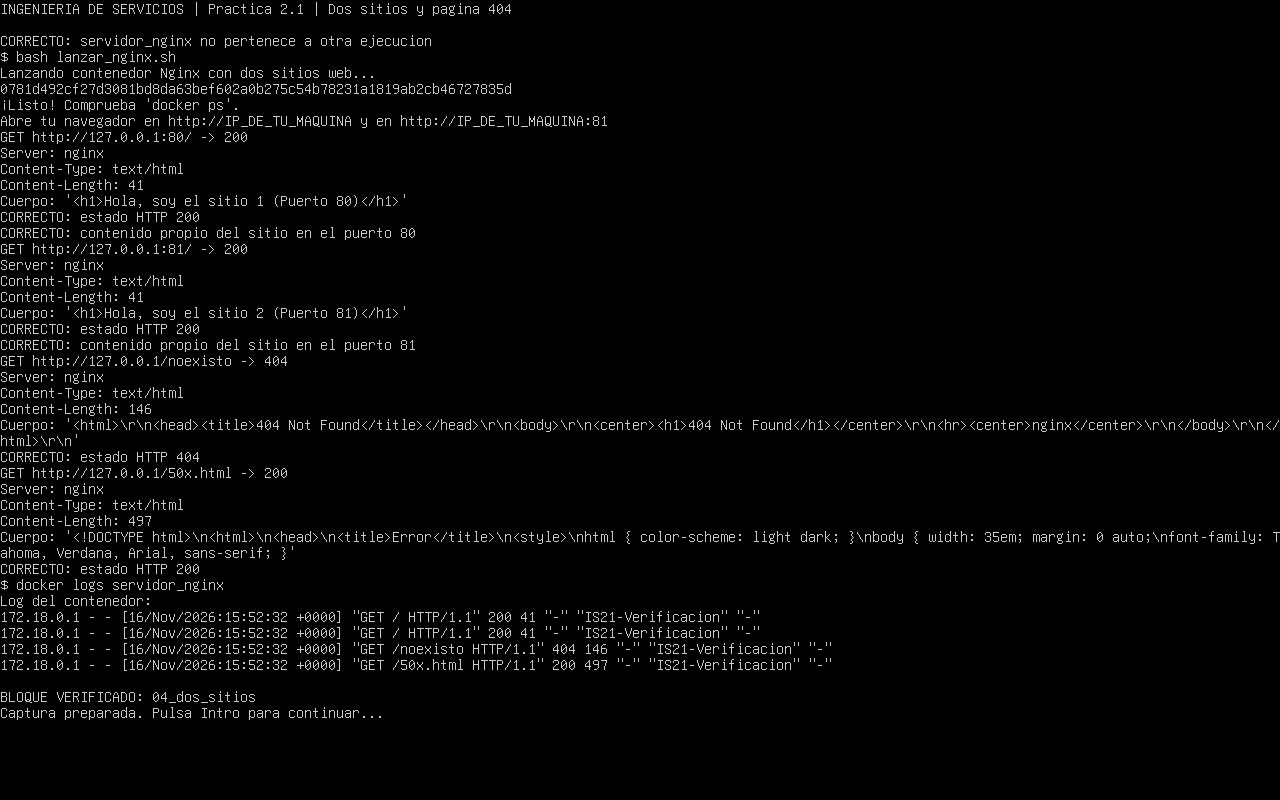 INGENIERIA DE SERVICIOS | Practica 2.1 | Dos sitios y pagina 404
CORRECTO: servidor_nginx no pertenece a otra ejecucion
$ bash lanzar_nginx.sh
Lanzando contenedor Nginx con dos sitios web...
0781d492cf27d3081bd8da63bef602a0b275c54b78231a1819ab2cb46727835d
¡Listo! Comprueba 'docker ps'.
Abre tu navegador en http://IP_DE_TU_MAQUINA y en http://IP_DE_TU_MAQUINA:81
GET http://127.0.0.1:80/ -> 200
Server: nginx
Content-Type: text/html
Content-Length: 41
Cuerpo: '<h1>Hola, soy el sitio 1 (Puerto 80)</h1>'
CORRECTO: estado HTTP 200
CORRECTO: contenido propio del sitio en el puerto 80
GET http://127.0.0.1:81/ -> 200
Server: nginx
Content-Type: text/html
Content-Length: 41
Cuerpo: '<h1>Hola, soy el sitio 2 (Puerto 81)</h1>'
CORRECTO: estado HTTP 200
CORRECTO: contenido propio del sitio en el puerto 81
GET http://127.0.0.1/noexisto -> 404
Server: nginx
Content-Type: text/html
Content-Length: 146
Cuerpo: '<html>\r\n<head><title>404 Not Found</title></head>\r\n<body>\r\n<center><h1>404 Not Found</h1></center>\r\n<hr><center>nginx</center>\r\n</body>\r\n</
html>\r\n'
CORRECTO: estado HTTP 404
GET http://127.0.0.1/50x.html -> 200
Server: nginx
Content-Type: text/html
Content-Length: 497
Cuerpo: '<!DOCTYPE html>\n<html>\n<head>\n<title>Error</title>\n<style>\nhtml { color-scheme: light dark; }\nbody { width: 35em; margin: 0 auto;\nfont-family: T
ahoma, Verdana, Arial, sans-serif; }'
CORRECTO: estado HTTP 200
$ docker logs servidor_nginx
Log del contenedor:
172.18.0.1 - - [16/Nov/2026:15:52:32 +0000] "GET / HTTP/1.1" 200 41 "-" "IS21-Verificacion" "-"
172.18.0.1 - - [16/Nov/2026:15:52:32 +0000] "GET / HTTP/1.1" 200 41 "-" "IS21-Verificacion" "-"
172.18.0.1 - - [16/Nov/2026:15:52:32 +0000] "GET /noexisto HTTP/1.1" 404 146 "-" "IS21-Verificacion" "-"
172.18.0.1 - - [16/Nov/2026:15:52:32 +0000] "GET /50x.html HTTP/1.1" 200 497 "-" "IS21-Verificacion" "-"
BLOQUE VERIFICADO: 04_dos_sitios
Captura preparada. Pulsa Intro para continuar...